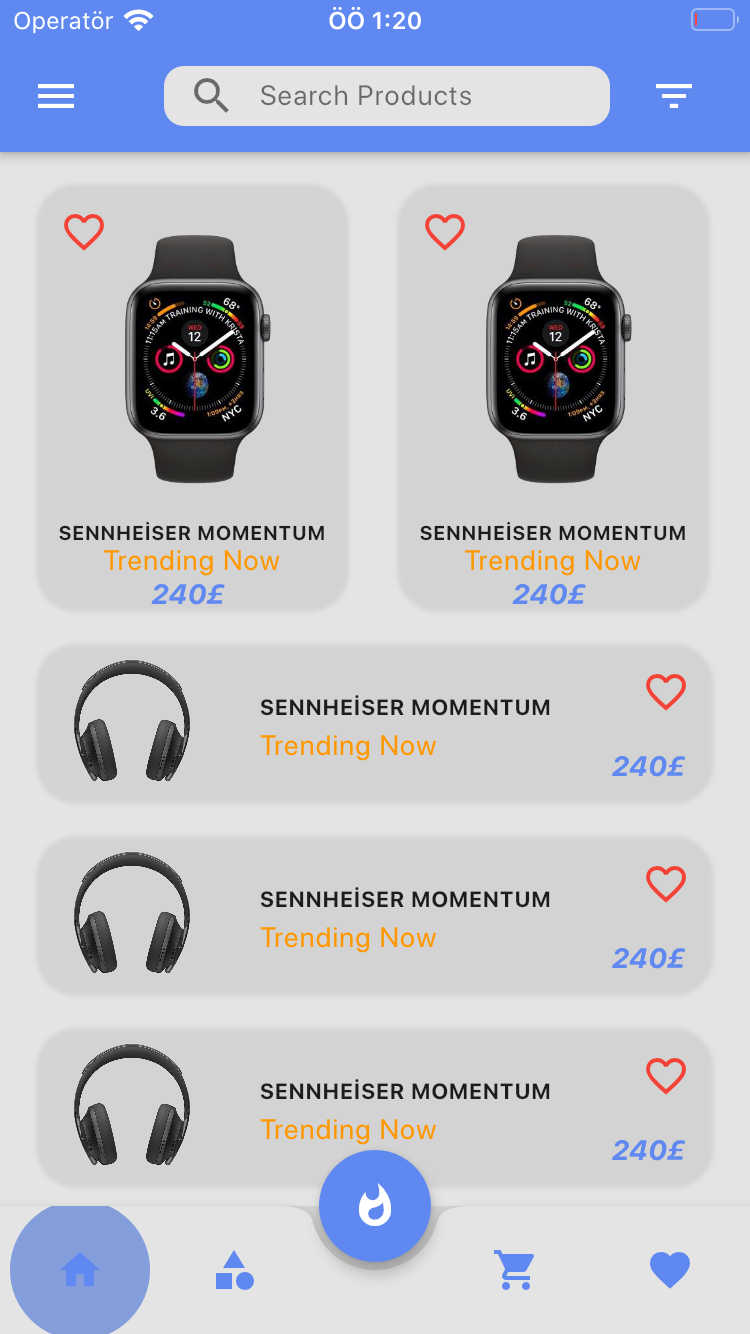 Operatör ÖÖ 1:20
Search Products
SENNHEİSER MOMENTUM
Trending Now
240£
SENNHEİSER MOMENTUM
Trending Now
240£
SENNHEİSER MOMENTUM
Trending Now
240£
SENNHEİSER MOMENTUM
Trending Now
240£
SENNHEİSER MOMENTUM
Trending Now
240£